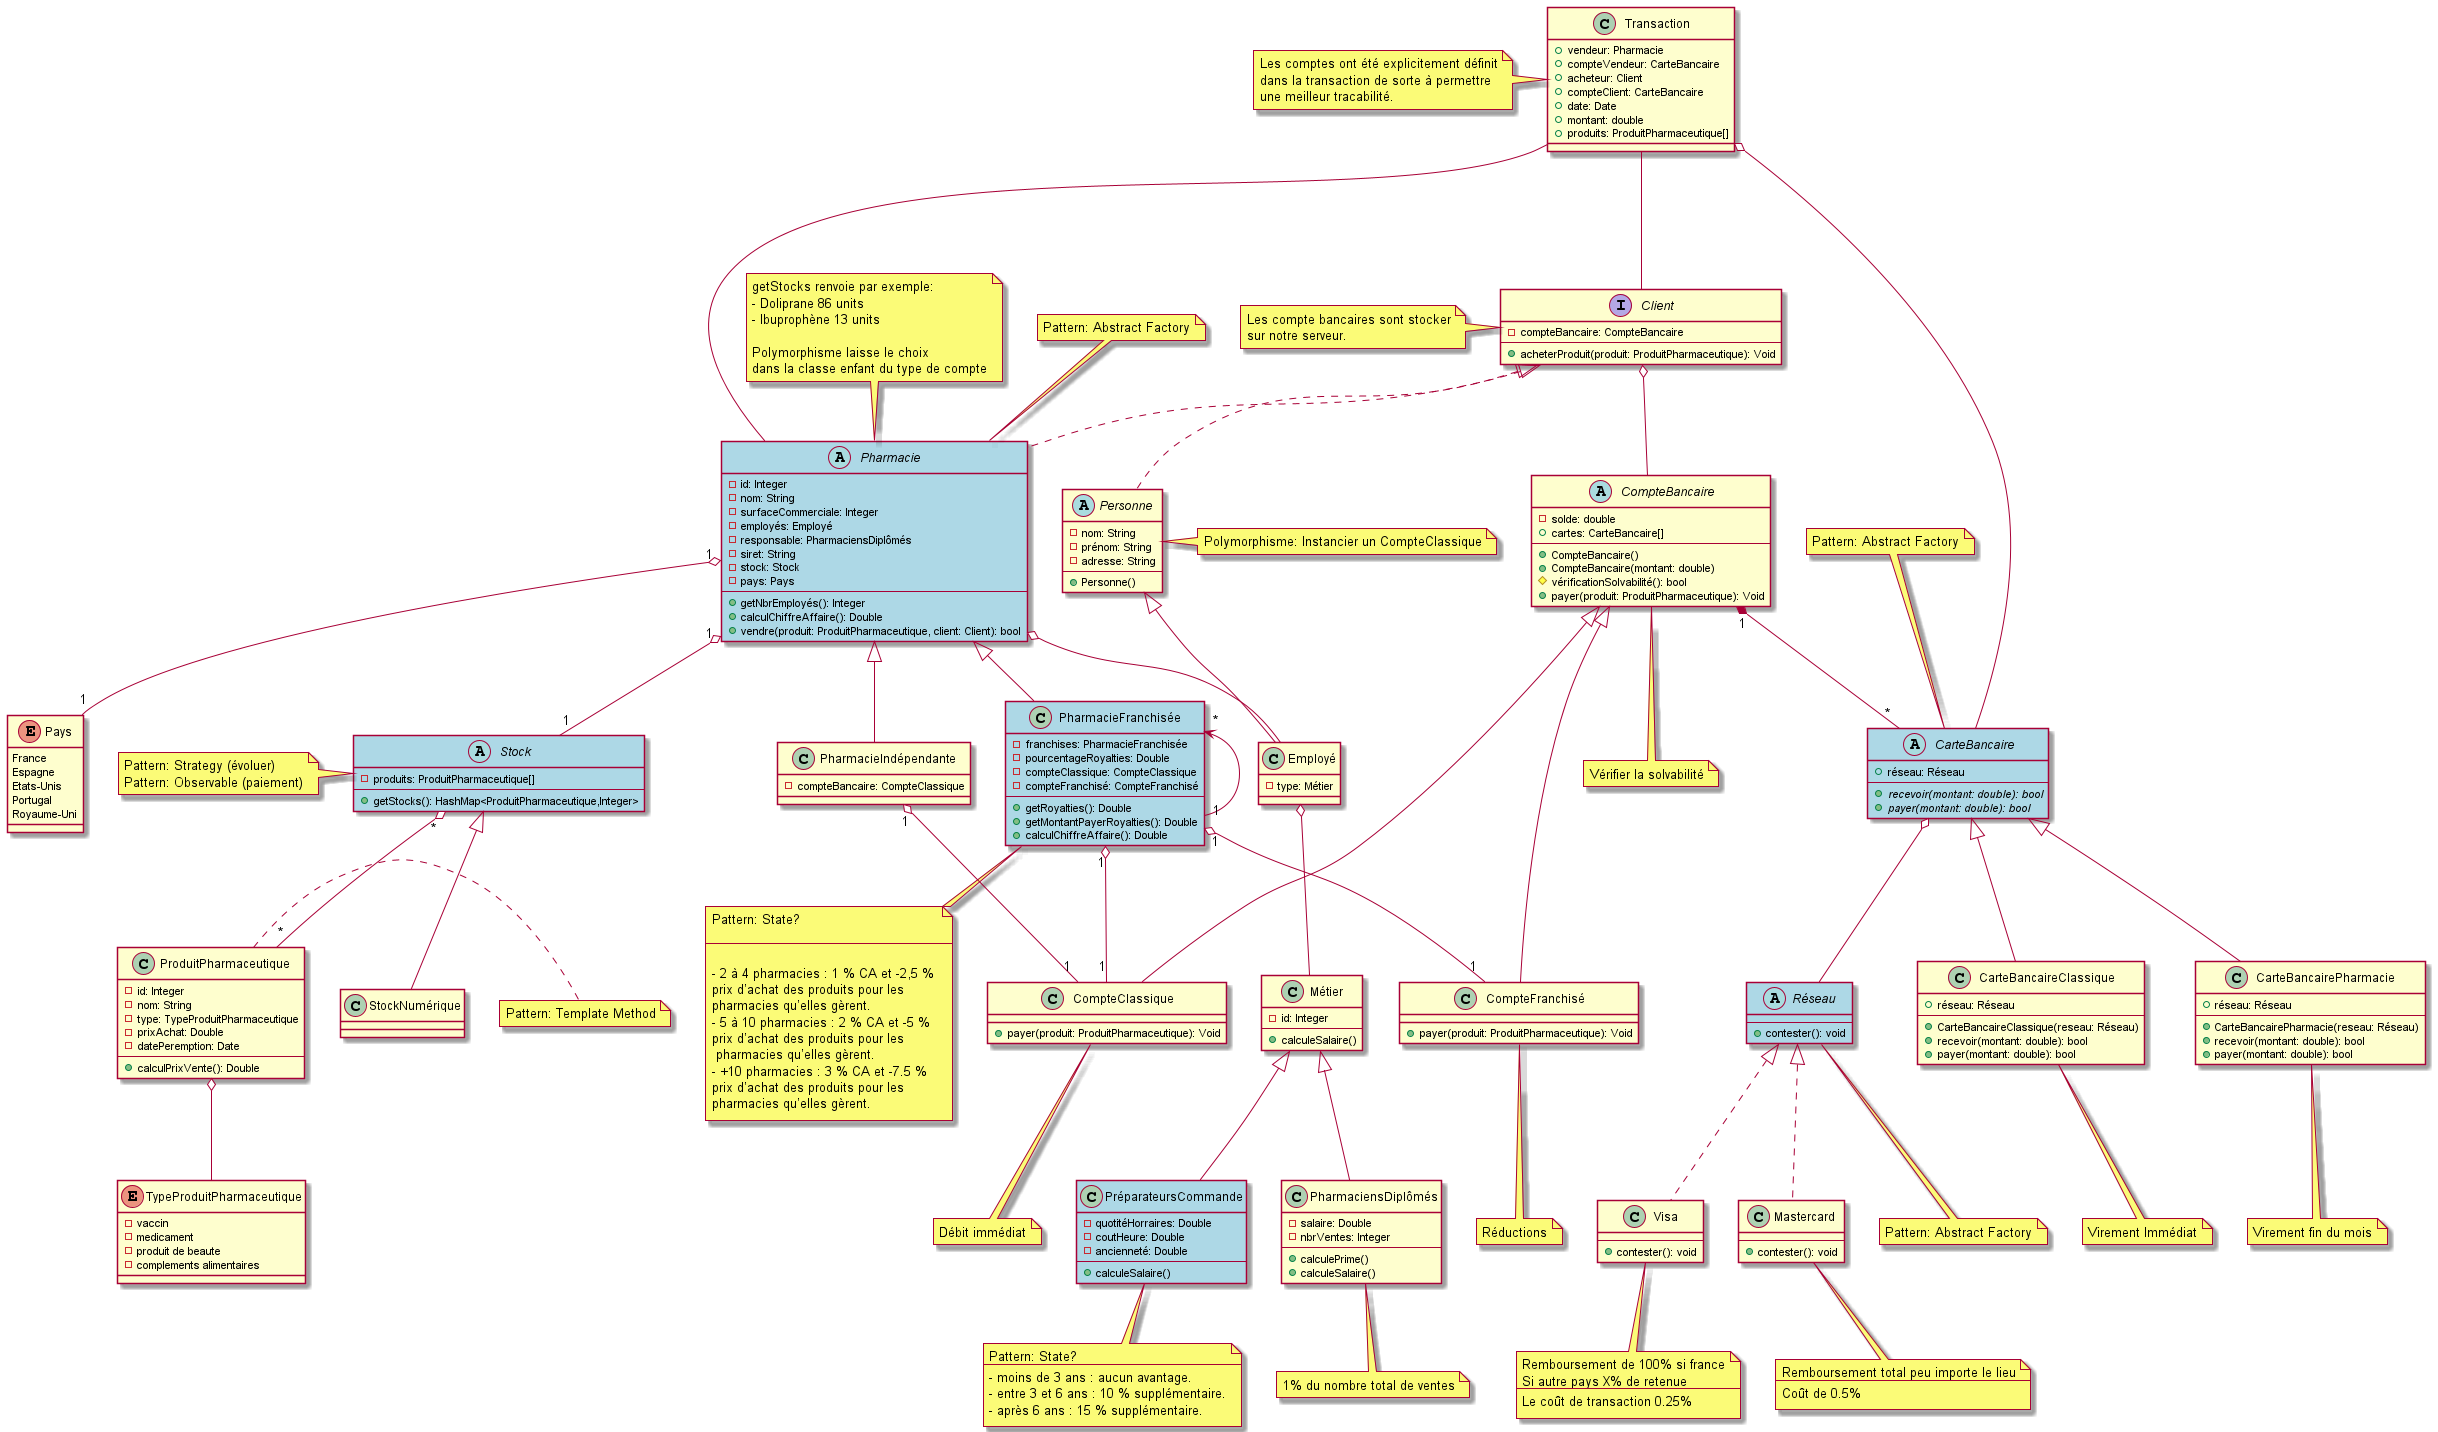 Transaction
vendeur: Pharmacie
compteVendeur: CarteBancaire
acheteur: Client
compteClient: CarteBancaire
date: Date
montant: double
produits: ProduitPharmaceutique[]
Les comptes ont été explicitement définit
dans la transaction de sorte à permettre
une meilleur tracabilité.
getStocks renvoie par exemple:
- Doliprane 86 units
- Ibuprophène 13 units
Polymorphisme laisse le choix
dans la classe enfant du type de compte
Pattern: Abstract Factory
Les compte bancaires sont stocker
sur notre serveur.
Client
compteBancaire: CompteBancaire
acheterProduit(produit: ProduitPharmaceutique): Void
Pharmacie
id: Integer
nom: String
surfaceCommerciale: Integer
employés: Employé
responsable: PharmaciensDiplômés
siret: String
stock: Stock
pays: Pays
getNbrEmployés(): Integer
calculChiffreAffaire(): Double
vendre(produit: ProduitPharmaceutique, client: Client): bool
Personne
nom: String
prénom: String
adresse: String
Personne()
Polymorphisme: Instancier un CompteClassique
CompteBancaire
solde: double
cartes: CarteBancaire[]
CompteBancaire()
CompteBancaire(montant: double)
vérificationSolvabilité(): bool
payer(produit: ProduitPharmaceutique): Void
Pattern: Abstract Factory
1
1
1
1
1
*
Pays
France
Espagne
Etats-Unis
Portugal
Royaume-Uni
Pattern: Strategy (évoluer)
Pattern: Observable (paiement)
Stock
produits: ProduitPharmaceutique[]
getStocks(): HashMap<ProduitPharmaceutique,Integer>
PharmacieIndépendante
compteBancaire: CompteClassique
PharmacieFranchisée
franchises: PharmacieFranchisée
pourcentageRoyalties: Double
compteClassique: CompteClassique
compteFranchisé: CompteFranchisé
getRoyalties(): Double
getMontantPayerRoyalties(): Double
calculChiffreAffaire(): Double
*
1
Employé
type: Métier
Vérifier la solvabilité
CarteBancaire
réseau: Réseau
recevoir(montant: double): bool
payer(montant: double): bool
*
1
1
1
*
1
1
1
ProduitPharmaceutique
id: Integer
nom: String
type: TypeProduitPharmaceutique
prixAchat: Double
datePeremption: Date
calculPrixVente(): Double
StockNumérique
Pattern: Template Method
Pattern: State?
- 2 à 4 pharmacies : 1 % CA et -2,5 %
prix d'achat des produits pour les
pharmacies qu'elles gèrent.
- 5 à 10 pharmacies : 2 % CA et -5 %
prix d'achat des produits pour les
pharmacies qu'elles gèrent.
- +10 pharmacies : 3 % CA et -7.5 %
prix d'achat des produits pour les
pharmacies qu'elles gèrent.
CompteClassique
payer(produit: ProduitPharmaceutique): Void
Métier
id: Integer
calculeSalaire()
CompteFranchisé
payer(produit: ProduitPharmaceutique): Void
Réseau
contester(): void
CarteBancaireClassique
réseau: Réseau
CarteBancaireClassique(reseau: Réseau)
recevoir(montant: double): bool
payer(montant: double): bool
CarteBancairePharmacie
réseau: Réseau
CarteBancairePharmacie(reseau: Réseau)
recevoir(montant: double): bool
payer(montant: double): bool
TypeProduitPharmaceutique
vaccin
medicament
produit de beaute
complements alimentaires
Débit immédiat
PréparateursCommande
quotitéHorraires: Double
coutHeure: Double
ancienneté: Double
calculeSalaire()
PharmaciensDiplômés
salaire: Double
nbrVentes: Integer
calculePrime()
calculeSalaire()
Réductions
Visa
contester(): void
Mastercard
contester(): void
Pattern: Abstract Factory
Virement Immédiat
Virement fin du mois
Pattern: State?
- moins de 3 ans : aucun avantage.
- entre 3 et 6 ans : 10 % supplémentaire.
- après 6 ans : 15 % supplémentaire.
1% du nombre total de ventes
Remboursement de 100% si france
Si autre pays X% de retenue
Le coût de transaction 0.25%
Remboursement total peu importe le lieu
Coût de 0.5%